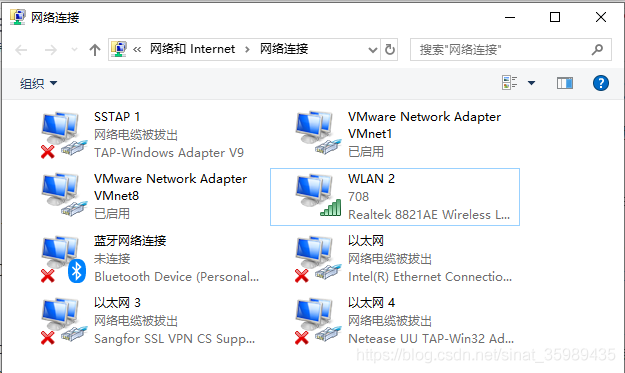 网络连接
« 网络和 Internet › 网络连接
搜索"网络连接"
组织
SSTAP 1
网络电缆被拔出
TAP-Windows Adapter V9
VMware Network Adapter
VMnet1
已启用
VMware Network Adapter
VMnet8
已启用
WLAN 2
708
Realtek 8821AE Wireless L...
蓝牙网络连接
未连接
Bluetooth Device (Personal...
以太网
网络电缆被拔出
Intel(R) Ethernet Connectio...
以太网 3
网络电缆被拔出
Sangfor SSL VPN CS Supp...
以太网 4
网络电缆被拔出
Netease UU TAP-Win32 Ad...
https://blog.csdn.net/sinat_35989435